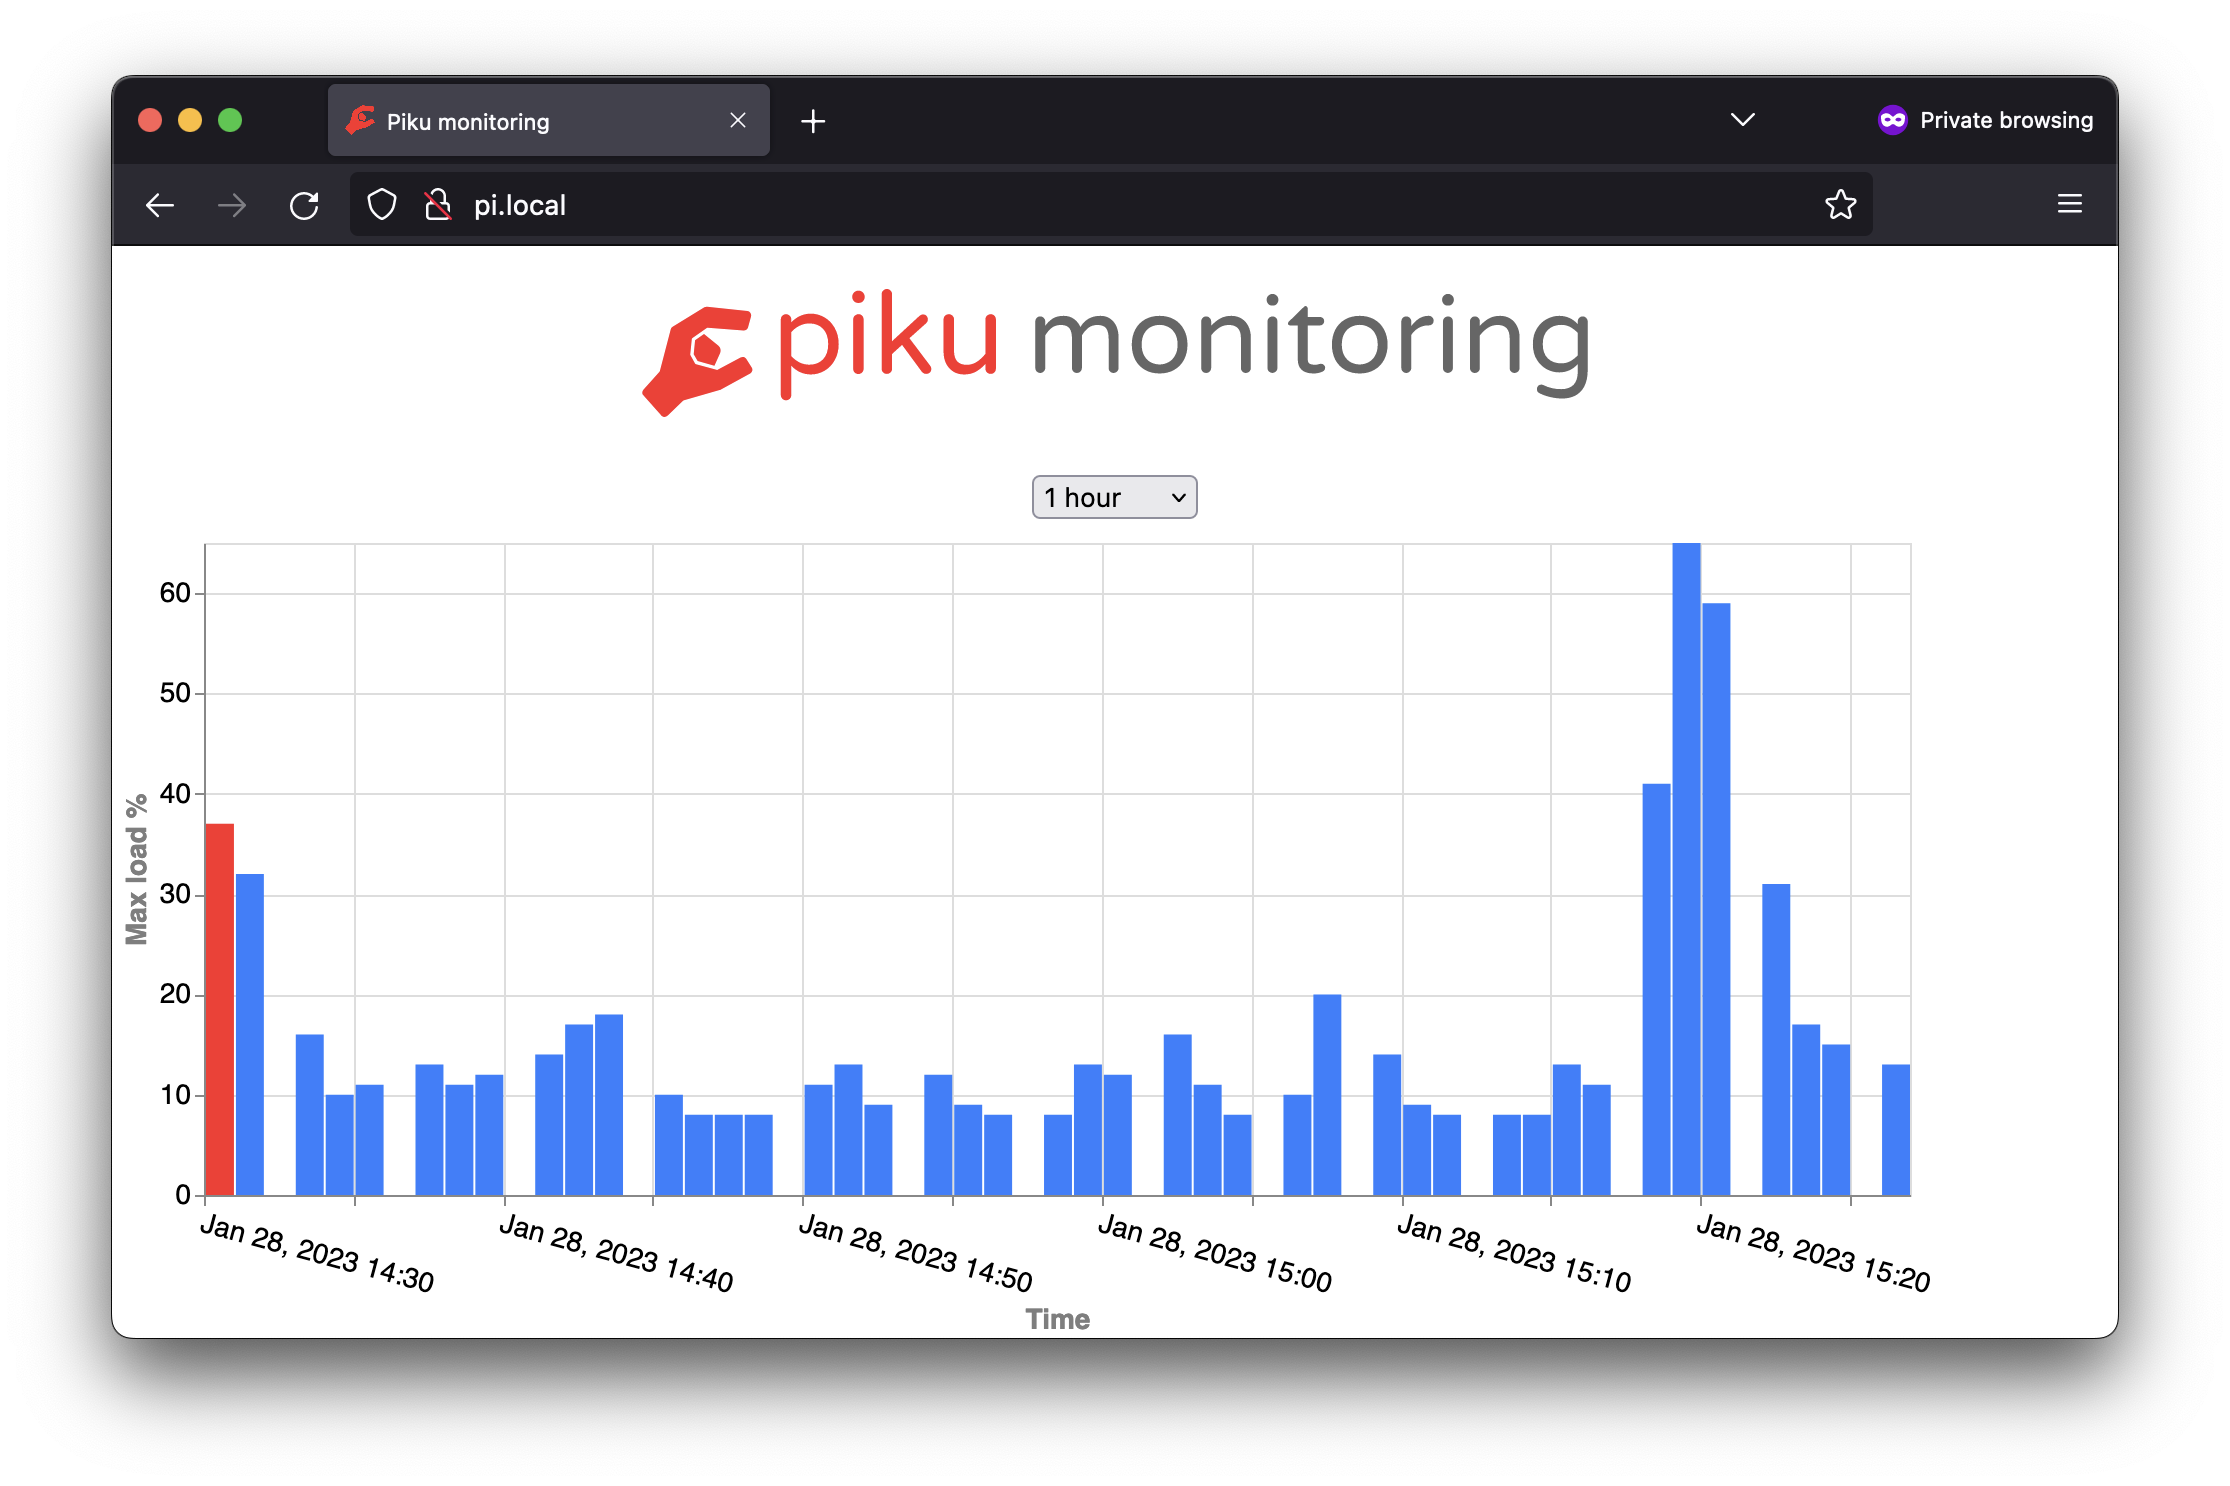 Piku monitoring
Private browsing
pi.local
piku monitoring
1 hour
60
50
40
30
20
10
0
Max load %
Jan 28, 2023 14:30
Jan 28, 2023 14:40
Jan 28, 2023 14:50
Jan 28, 2023 15:00
Jan 28, 2023 15:10
Jan 28, 2023 15:20
Time